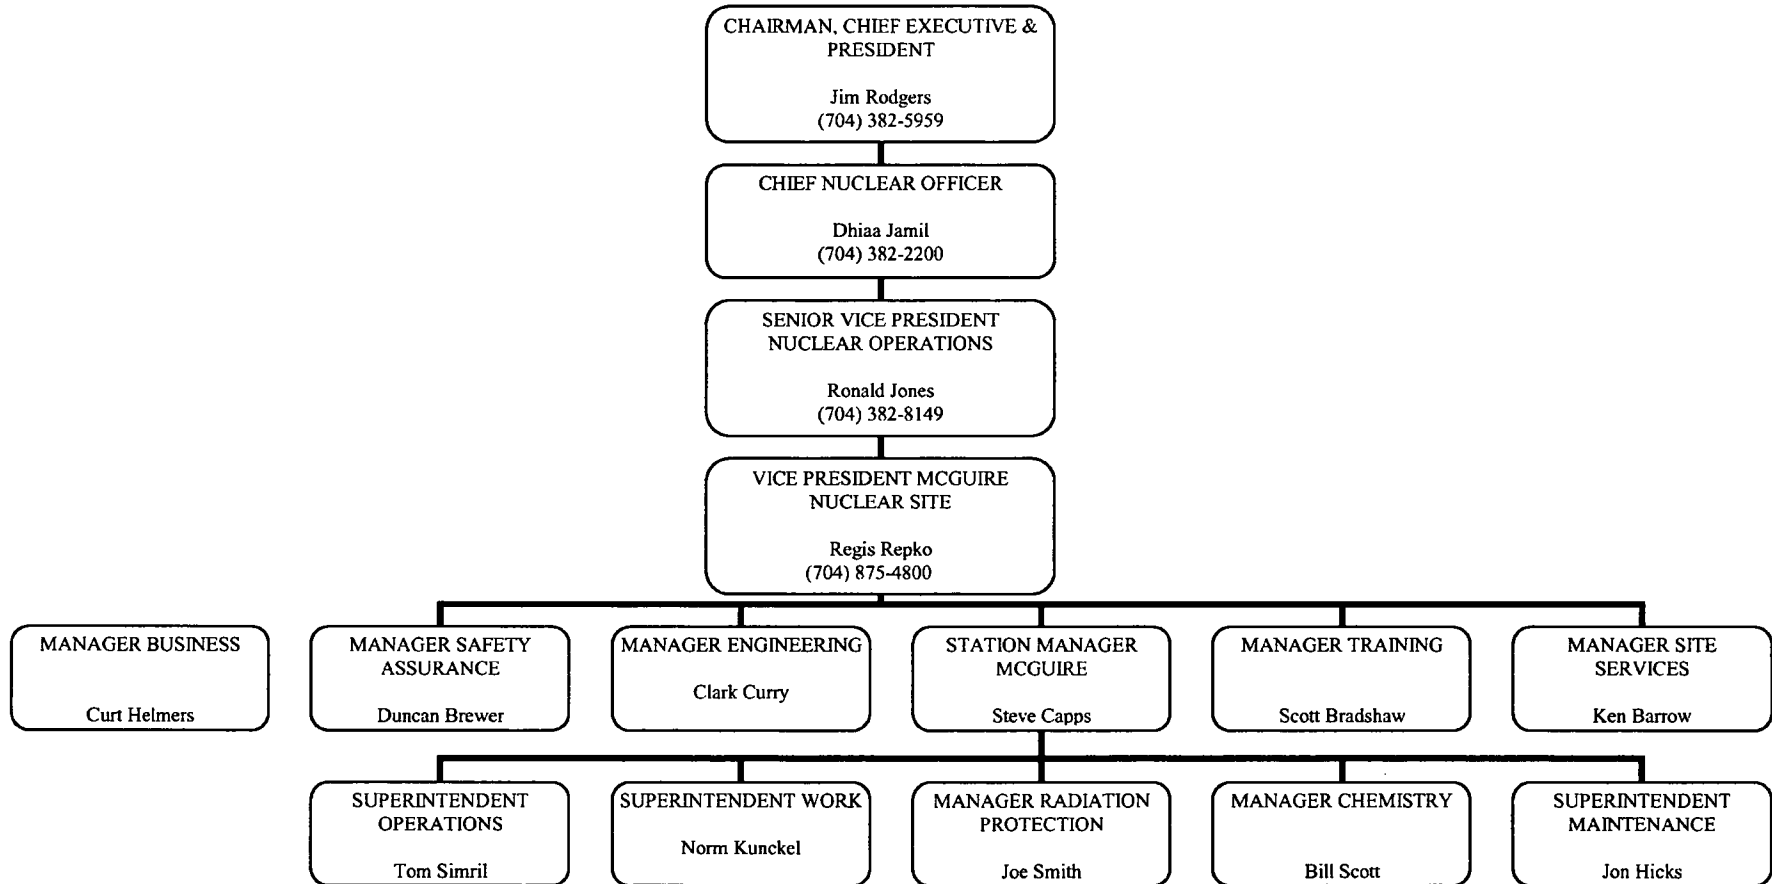 CHAIRMAN, CHIEF EXECUTIVE &
PRESIDENT
Jim Rodgers
(704) 382-5959
CHIEF NUCLEAR OFFICER
Dhiaa Jamil
(704) 382-2200
SENIOR VICE PRESIDENT
NUCLEAR OPERATIONS
Ronald Jones
(704) 382-8149
VICE PRESIDENT MCGUIRE
NUCLEAR SITE
Regis Repko
(704) 875-4800
MANAGER BUSINESS
Curt Helmers
MANAGER SAFETY
ASSURANCE
Duncan Brewer
MANAGER ENGINEERING
Clark Curry
STATION MANAGER
MCGUIRE
Steve Capps
MANAGER TRAINING
Scott Bradshaw
MANAGER SITE
SERVICES
Ken Barrow
SUPERINTENDENT
OPERATIONS
Tom Simril
SUPERINTENDENT WORK
Norm Kunckel
MANAGER RADIATION
PROTECTION
Joe Smith
MANAGER CHEMISTRY
Bill Scott
SUPERINTENDENT
MAINTENANCE
Jon Hicks